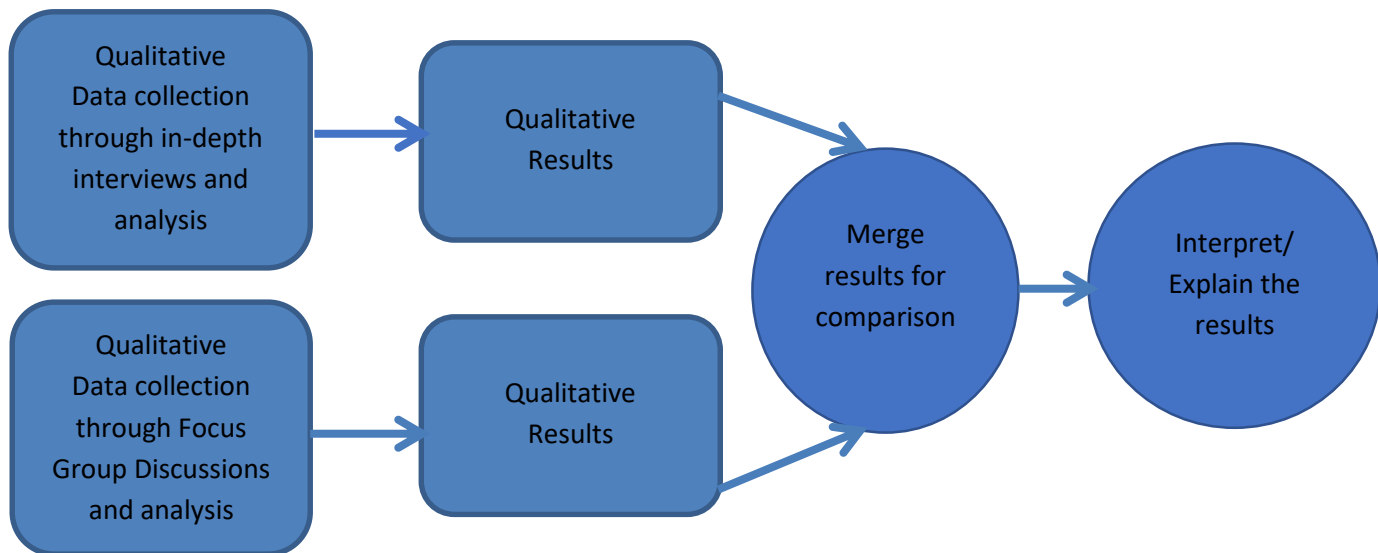 Qualitative
Data collection
through in-depth
interviews and
analysis
Qualitative
Results
Merge
results for
comparison
Interpret/
Explain the
results
Qualitative
Data collection
through Focus
Group Discussions
and analysis
Qualitative
Results